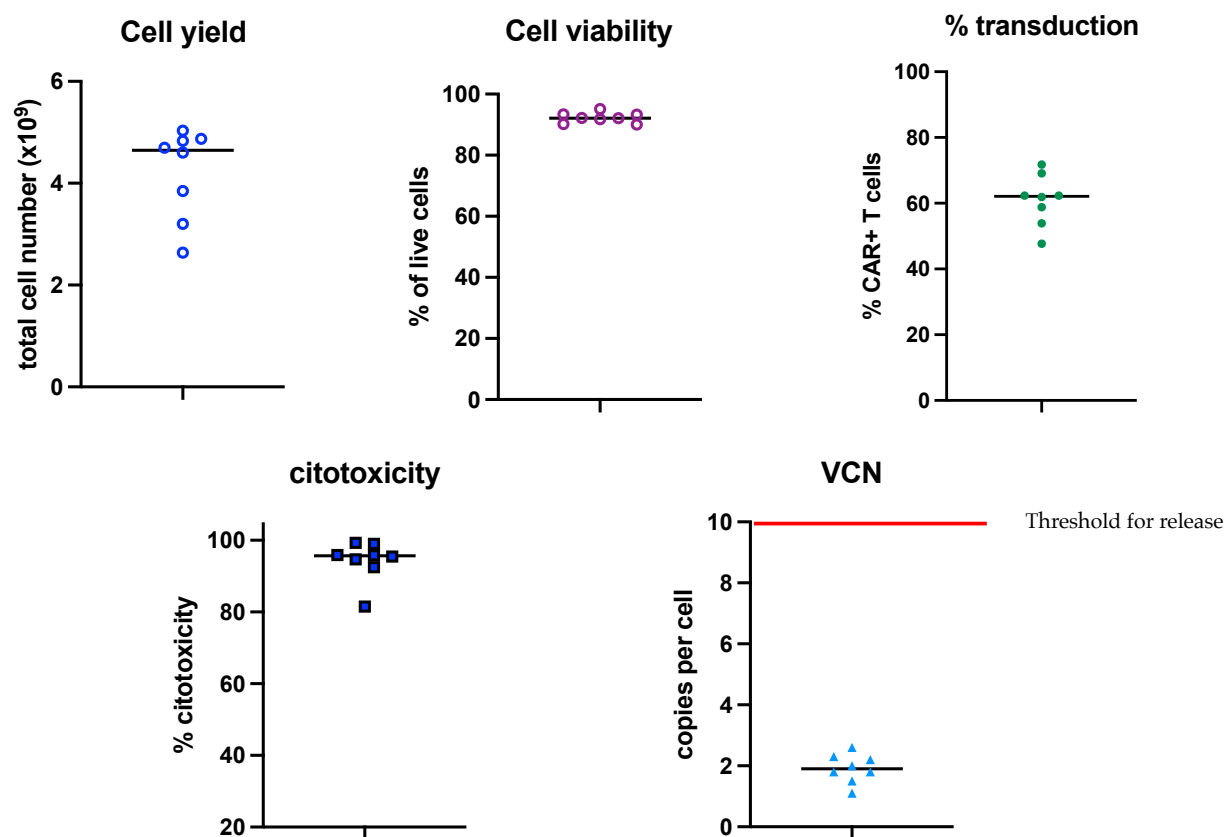 Cell yield
total cell number (x10⁹)
6
4
2
0
Cell viability
% of live cells
100
80
60
40
20
0
% transduction
% CAR+ T cells
100
80
60
40
20
0
citotoxicity
% citotoxicity
100
80
60
40
20
VCN
copies per cell
10
8
6
4
2
0
Threshold for release